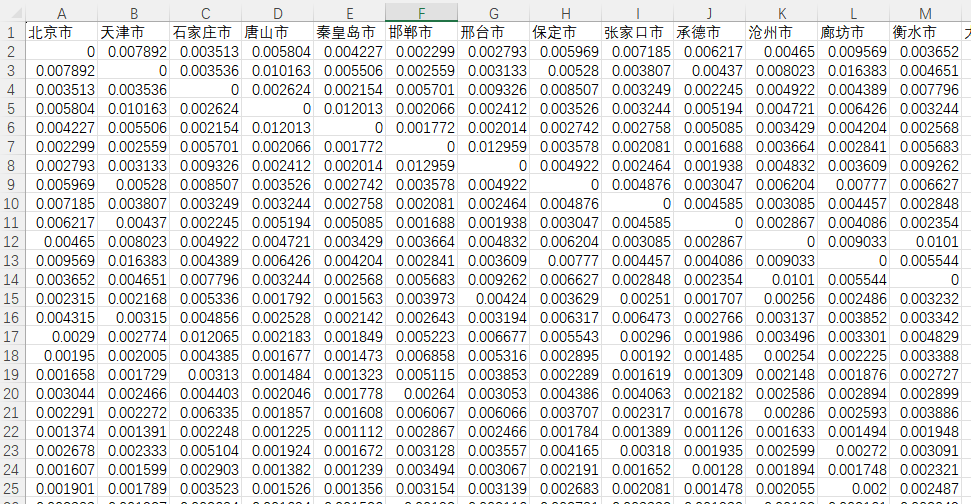 A B C D E F G H I J K L M
1 北京市 天津市 石家庄市 唐山市 秦皇岛市 邯郸市 邢台市 保定市 张家口市 承德市 沧州市 廊坊市 衡水市
2 0 0.007892 0.003513 0.005804 0.004227 0.002299 0.002793 0.005969 0.007185 0.006217 0.00465 0.009569 0.003652
3 0.007892 0 0.003536 0.010163 0.005506 0.002559 0.003133 0.00528 0.003807 0.00437 0.008023 0.016383 0.004651
4 0.003513 0.003536 0 0.002624 0.002154 0.005701 0.009326 0.008507 0.003249 0.002245 0.004922 0.004389 0.007796
5 0.005804 0.010163 0.002624 0 0.012013 0.002066 0.002412 0.003526 0.003244 0.005194 0.004721 0.006426 0.003244
6 0.004227 0.005506 0.002154 0.012013 0 0.001772 0.002014 0.002742 0.002758 0.005085 0.003429 0.004204 0.002568
7 0.002299 0.002559 0.005701 0.002066 0.001772 0 0.012959 0.003578 0.002081 0.001688 0.003664 0.002841 0.005683
8 0.002793 0.003133 0.009326 0.002412 0.002014 0.012959 0 0.004922 0.002464 0.001938 0.004832 0.003609 0.009262
9 0.005969 0.00528 0.008507 0.003526 0.002742 0.003578 0.004922 0 0.004876 0.003047 0.006204 0.00777 0.006627
10 0.007185 0.003807 0.003249 0.003244 0.002758 0.002081 0.002464 0.004876 0 0.004585 0.003085 0.004457 0.002848
11 0.006217 0.00437 0.002245 0.005194 0.005085 0.001688 0.001938 0.003047 0.004585 0 0.002867 0.004086 0.002354
12 0.00465 0.008023 0.004922 0.004721 0.003429 0.003664 0.004832 0.006204 0.003085 0.002867 0 0.009033 0.0101
13 0.009569 0.016383 0.004389 0.006426 0.004204 0.002841 0.003609 0.00777 0.004457 0.004086 0.009033 0 0.005544
14 0.003652 0.004651 0.007796 0.003244 0.002568 0.005683 0.009262 0.006627 0.002848 0.002354 0.0101 0.005544 0
15 0.002315 0.002168 0.005336 0.001792 0.001563 0.003973 0.00424 0.003629 0.00251 0.001707 0.00256 0.002486 0.003232
16 0.004315 0.00315 0.004856 0.002528 0.002142 0.002643 0.003194 0.006317 0.006473 0.002766 0.003137 0.003852 0.003342
17 0.0029 0.002774 0.012065 0.002183 0.001849 0.005223 0.006677 0.005543 0.00296 0.001986 0.003496 0.003301 0.004829
18 0.00195 0.002005 0.004385 0.001677 0.001473 0.006858 0.005316 0.002895 0.00192 0.001485 0.00254 0.002225 0.003388
19 0.001658 0.001729 0.00313 0.001484 0.001323 0.005115 0.003853 0.002289 0.001619 0.001309 0.002148 0.001876 0.002727
20 0.003044 0.002466 0.004403 0.002046 0.001778 0.00264 0.003053 0.004386 0.004063 0.002182 0.002586 0.002894 0.002899
21 0.002291 0.002272 0.006335 0.001857 0.001608 0.006067 0.006066 0.003707 0.002317 0.001678 0.00286 0.002593 0.003886
22 0.001374 0.001391 0.002248 0.001225 0.001112 0.002867 0.002466 0.001784 0.001389 0.001126 0.001633 0.001494 0.001948
23 0.002678 0.002333 0.005104 0.001924 0.001672 0.003128 0.003557 0.004165 0.00318 0.001935 0.002599 0.00272 0.003091
24 0.001607 0.001599 0.002903 0.001382 0.001239 0.003494 0.003067 0.002191 0.001652 0.00128 0.001894 0.001748 0.002321
25 0.001901 0.001789 0.003523 0.001526 0.001356 0.003154 0.003139 0.002683 0.002081 0.001478 0.002055 0.002 0.002487